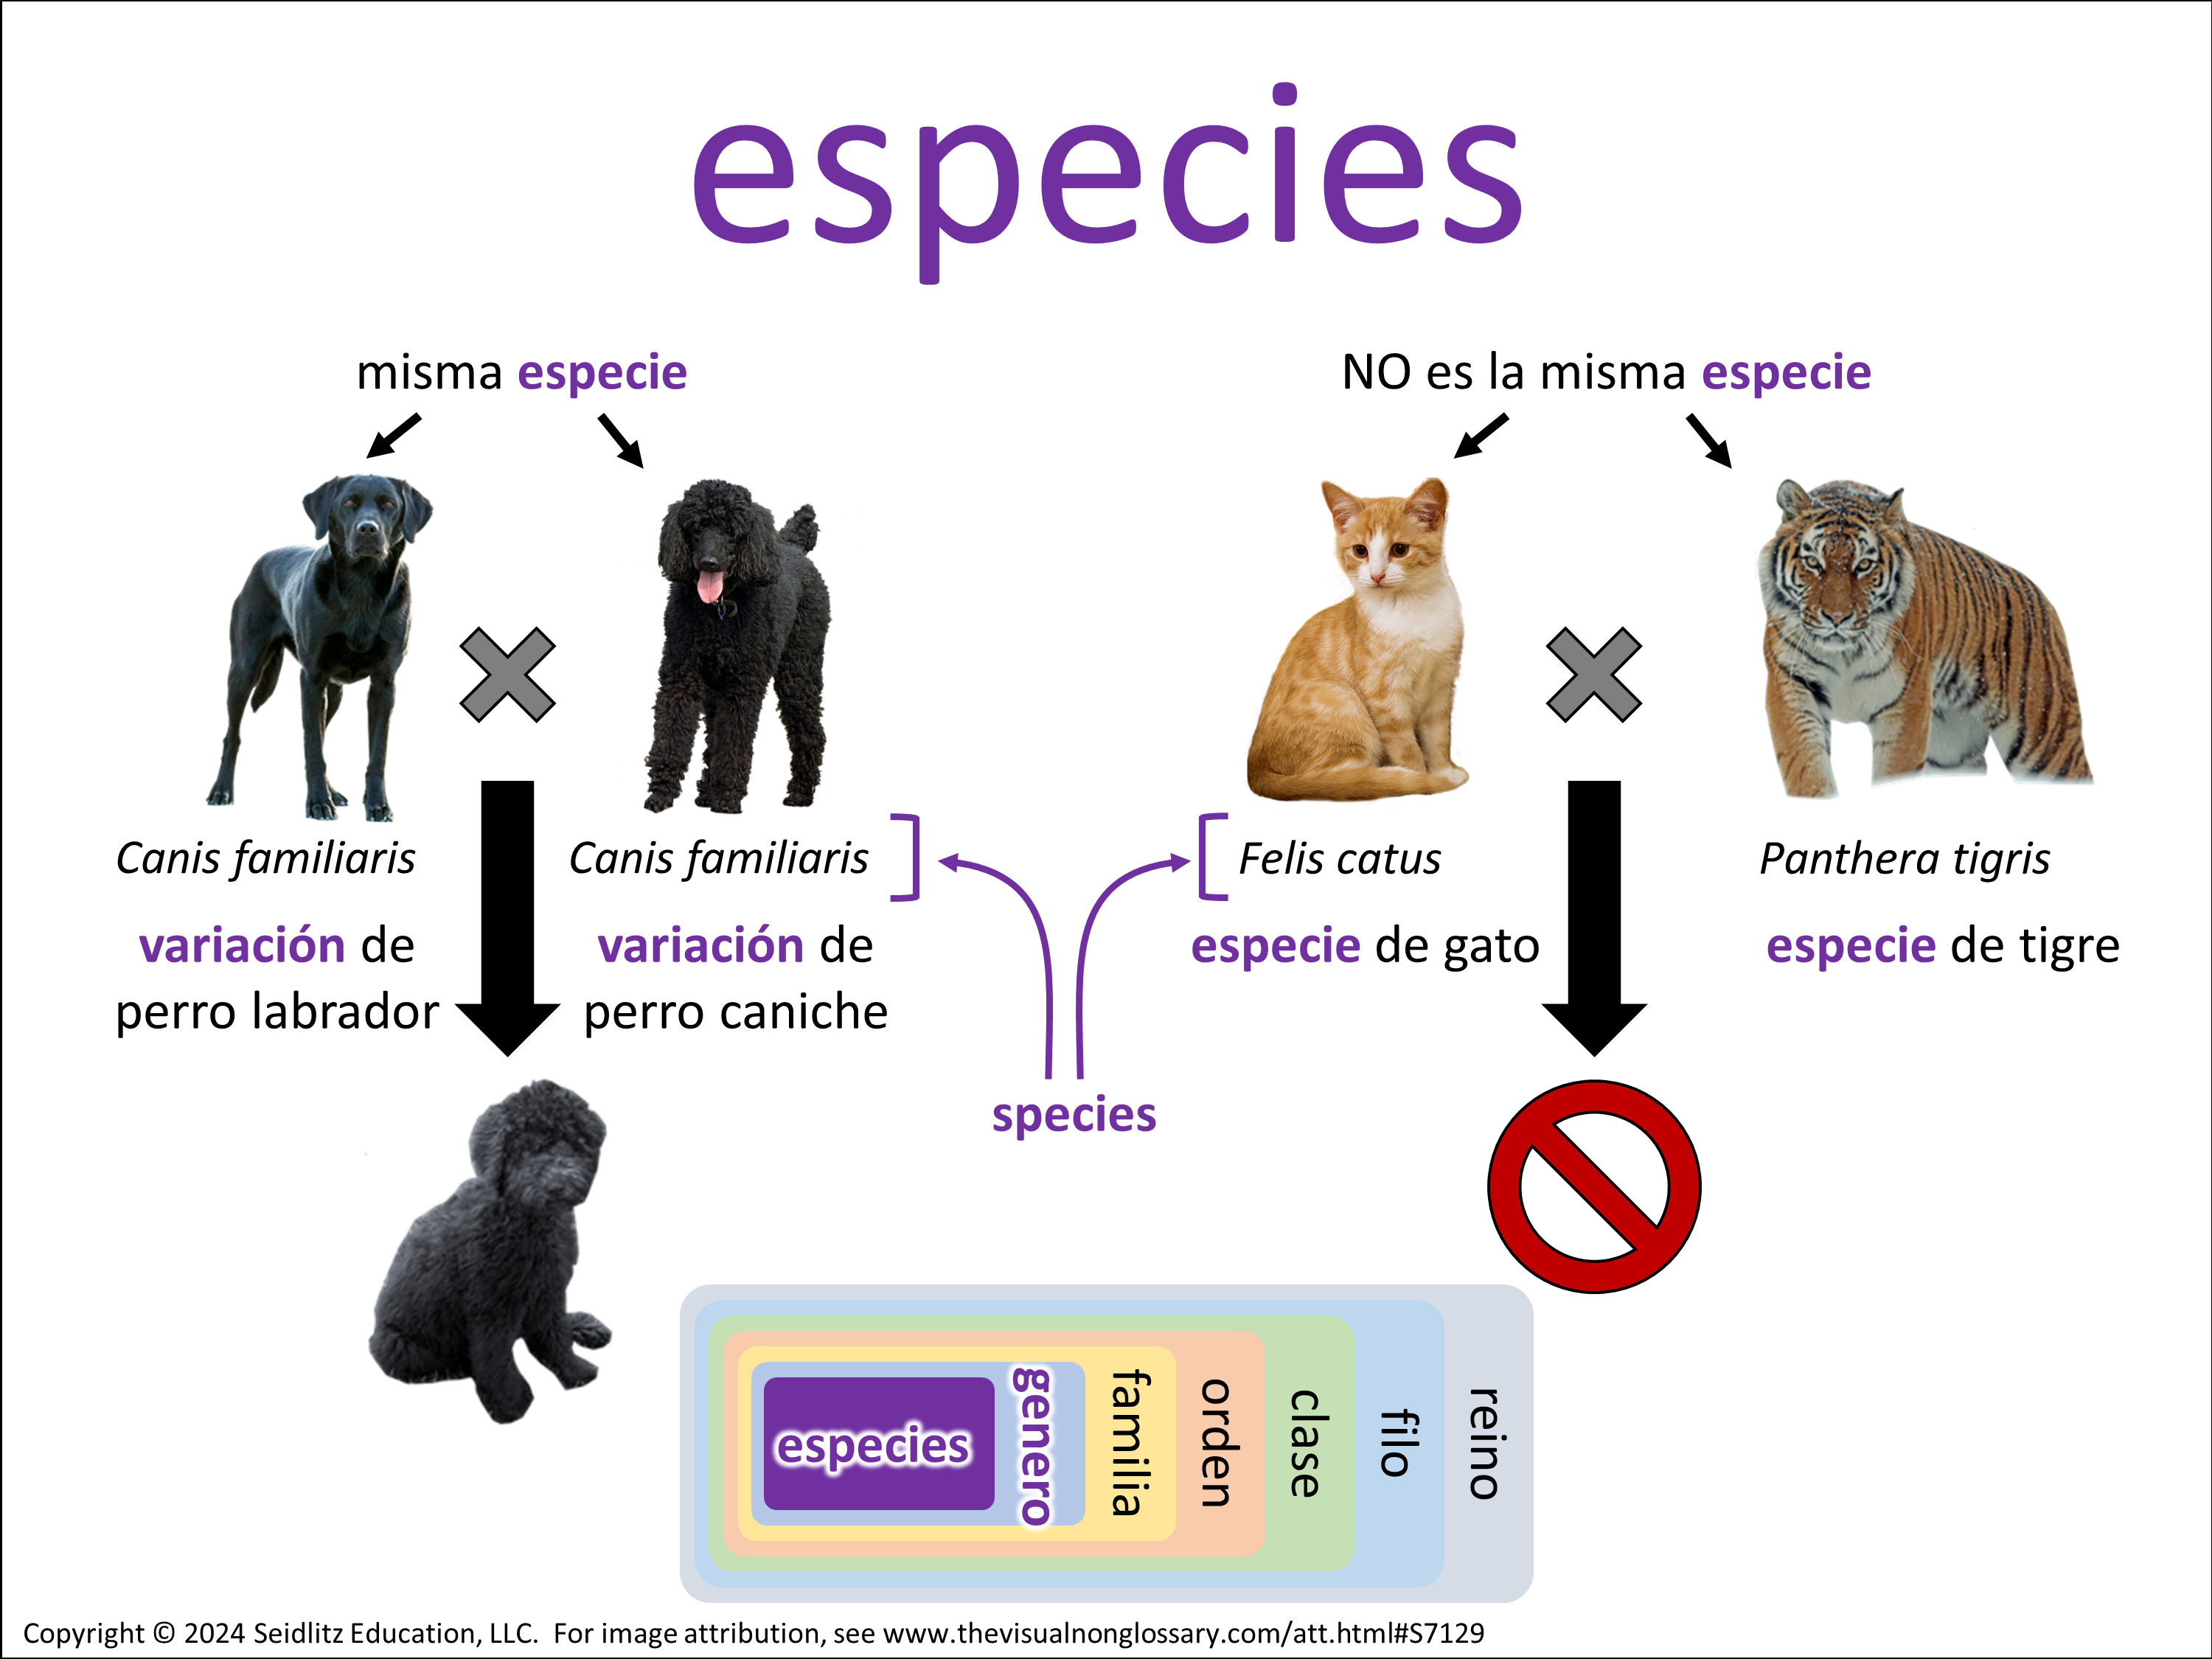 especies
misma especie
NO es la misma especie
Canis familiaris
Canis familiaris
Felis catus
Panthera tigris
variación de
perro labrador
variación de
perro caniche
especie de gato
especie de tigre
species
especies
genero
familia
orden
clase
filo
reino
Copyright © 2024 Seidlitz Education, LLC.  For image attribution, see www.thevisualnonglossary.com/att.html#S7129